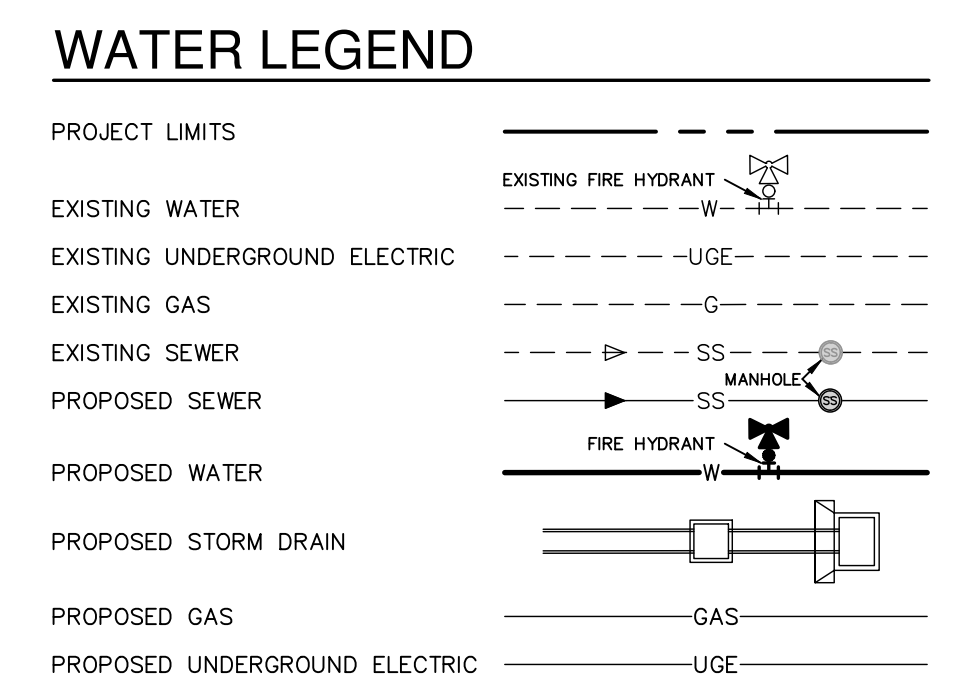 WATER LEGEND
PROJECT LIMITS
EXISTING FIRE HYDRANT
EXISTING WATER W
EXISTING UNDERGROUND ELECTRIC UGE
EXISTING GAS G
EXISTING SEWER SS SS
MANHOLE
PROPOSED SEWER SS SS
FIRE HYDRANT
PROPOSED WATER W
PROPOSED STORM DRAIN
PROPOSED GAS GAS
PROPOSED UNDERGROUND ELECTRIC UGE